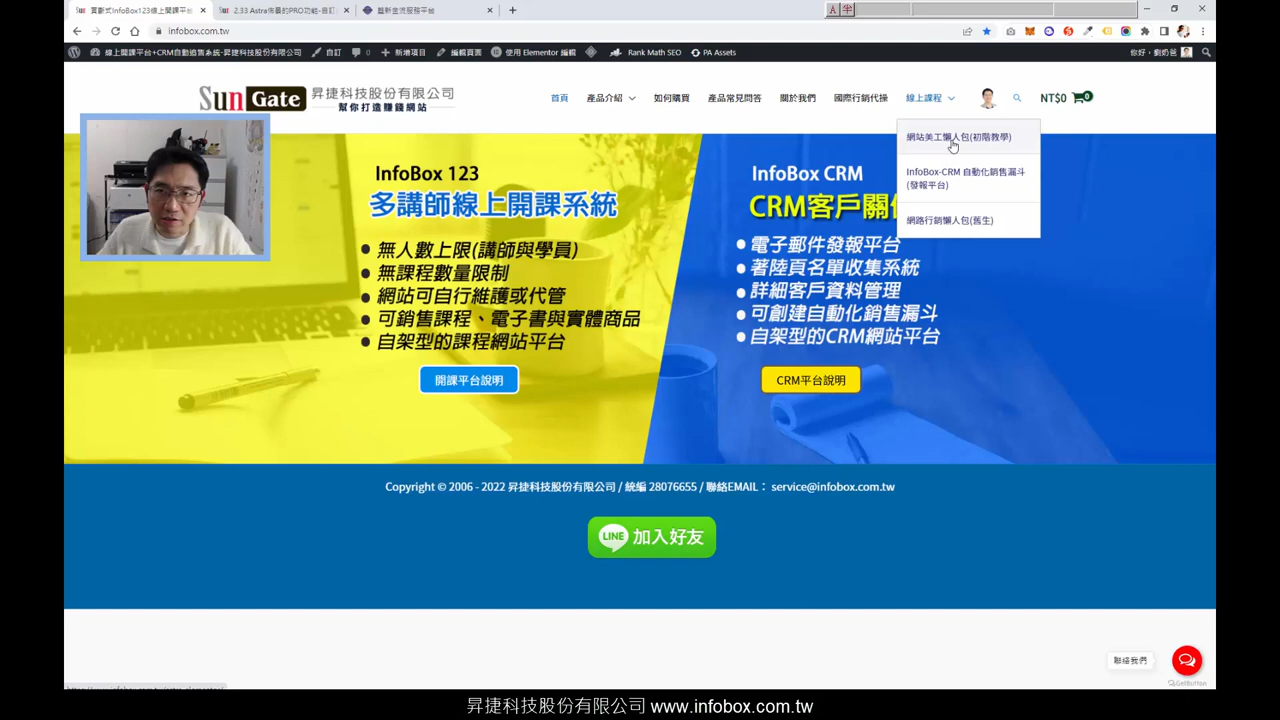 買斷式InfoBox123線上開課平台
2.33 Astra佈景的PRO功能-自訂
藍新金流服務平台
infobox.com.tw
線上開課平台+CRM自動追售系統-昇捷科技股份有限公司
自訂
0
新增項目
編輯頁面
使用 Elementor 編輯
Rank Math SEO
PA Assets
你好，劉奶爸
Sun Gate
昇捷科技股份有限公司
幫你打造賺錢網站
首頁
產品介紹
如何購買
產品常見問答
關於我們
國際行銷代操
線上課程
NT$0
0
網站美工懶人包(初階教學)
InfoBox-CRM 自動化銷售漏斗
(發報平台)
網路行銷懶人包(舊生)
InfoBox 123
多講師線上開課系統
無人數上限(講師與學員)
無課程數量限制
網站可自行維護或代管
可銷售課程、電子書與實體商品
自架型的課程網站平台
開課平台說明
InfoBox CRM
CRM客戶關
電子郵件發報平台
著陸頁名單收集系統
詳細客戶資料管理
可創建自動化銷售漏斗
自架型的CRM網站平台
CRM平台說明
Copyright © 2006 - 2022 昇捷科技股份有限公司 / 統編 28076655 / 聯絡EMAIL： service@infobox.com.tw
LINE 加入好友
聯絡我們
GetButton
昇捷科技股份有限公司 www.infobox.com.tw